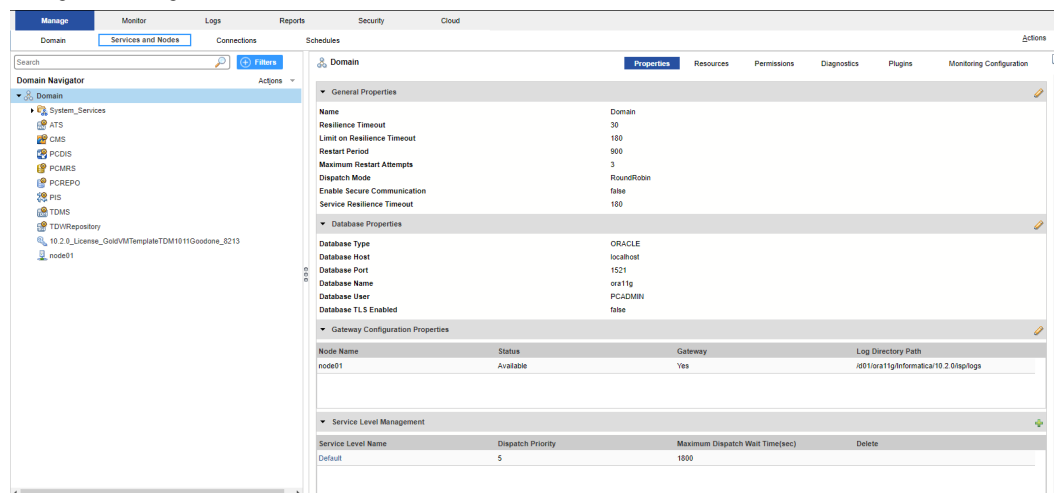 Manage Monitor Logs Reports Security Cloud
Domain Services and Nodes Connections Schedules Actions
Search Filters
Domain Navigator Actions
Domain
System_Services
ATS
CMS
PCDIS
PCMRS
PCREPO
PIS
TDMS
TDWRepository
10.2.0_License_GoldVMTemplateTDM1011Goodone_8213
node01
Domain Properties Resources Permissions Diagnostics Plugins Monitoring Configuration
General Properties
Name Domain
Resilience Timeout 30
Limit on Resilience Timeout 180
Restart Period 900
Maximum Restart Attempts 3
Dispatch Mode RoundRobin
Enable Secure Communication false
Service Resilience Timeout 180
Database Properties
Database Type ORACLE
Database Host localhost
Database Port 1521
Database Name ora11g
Database User PCADMIN
Database TLS Enabled false
Gateway Configuration Properties
Node Name Status Gateway Log Directory Path
node01 Available Yes /d01/ora11g/Informatica/10.2.0/isp/logs
Service Level Management
Service Level Name Dispatch Priority Maximum Dispatch Wait Time(sec) Delete
Default 5 1800